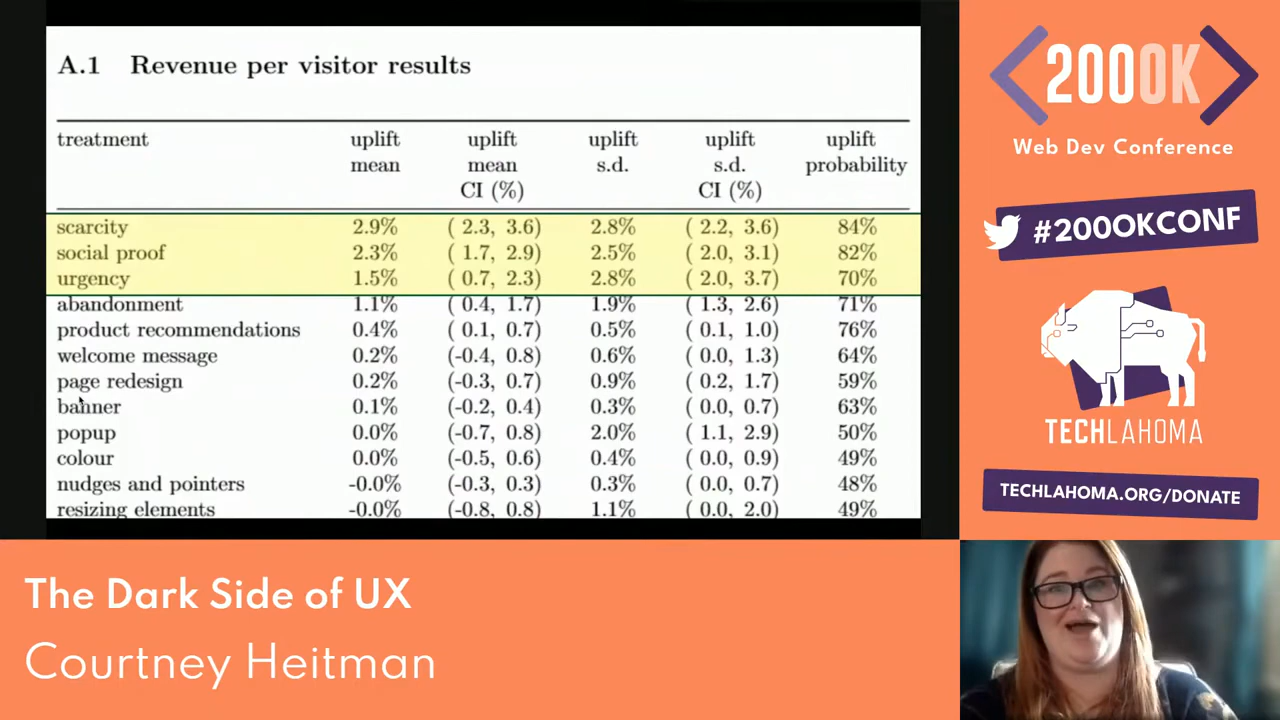 A.1 Revenue per visitor results
treatment uplift mean uplift mean CI (%) uplift s.d. uplift s.d. CI (%) uplift probability
scarcity 2.9% ( 2.3, 3.6) 2.8% ( 2.2, 3.6) 84%
social proof 2.3% ( 1.7, 2.9) 2.5% ( 2.0, 3.1) 82%
urgency 1.5% ( 0.7, 2.3) 2.8% ( 2.0, 3.7) 70%
abandonment 1.1% ( 0.4, 1.7) 1.9% ( 1.3, 2.6) 71%
product recommendations 0.4% ( 0.1, 0.7) 0.5% ( 0.1, 1.0) 76%
welcome message 0.2% (-0.4, 0.8) 0.6% ( 0.0, 1.3) 64%
page redesign 0.2% (-0.3, 0.7) 0.9% ( 0.2, 1.7) 59%
banner 0.1% (-0.2, 0.4) 0.3% ( 0.0, 0.7) 63%
popup 0.0% (-0.7, 0.8) 2.0% ( 1.1, 2.9) 50%
colour 0.0% (-0.5, 0.6) 0.4% ( 0.0, 0.9) 49%
nudges and pointers -0.0% (-0.3, 0.3) 0.3% ( 0.0, 0.7) 48%
resizing elements -0.0% (-0.8, 0.8) 1.1% ( 0.0, 2.0) 49%
<200OK>
Web Dev Conference
#200OKCONF
TECHLAHOMA
TECHLAHOMA.ORG/DONATE
The Dark Side of UX
Courtney Heitman